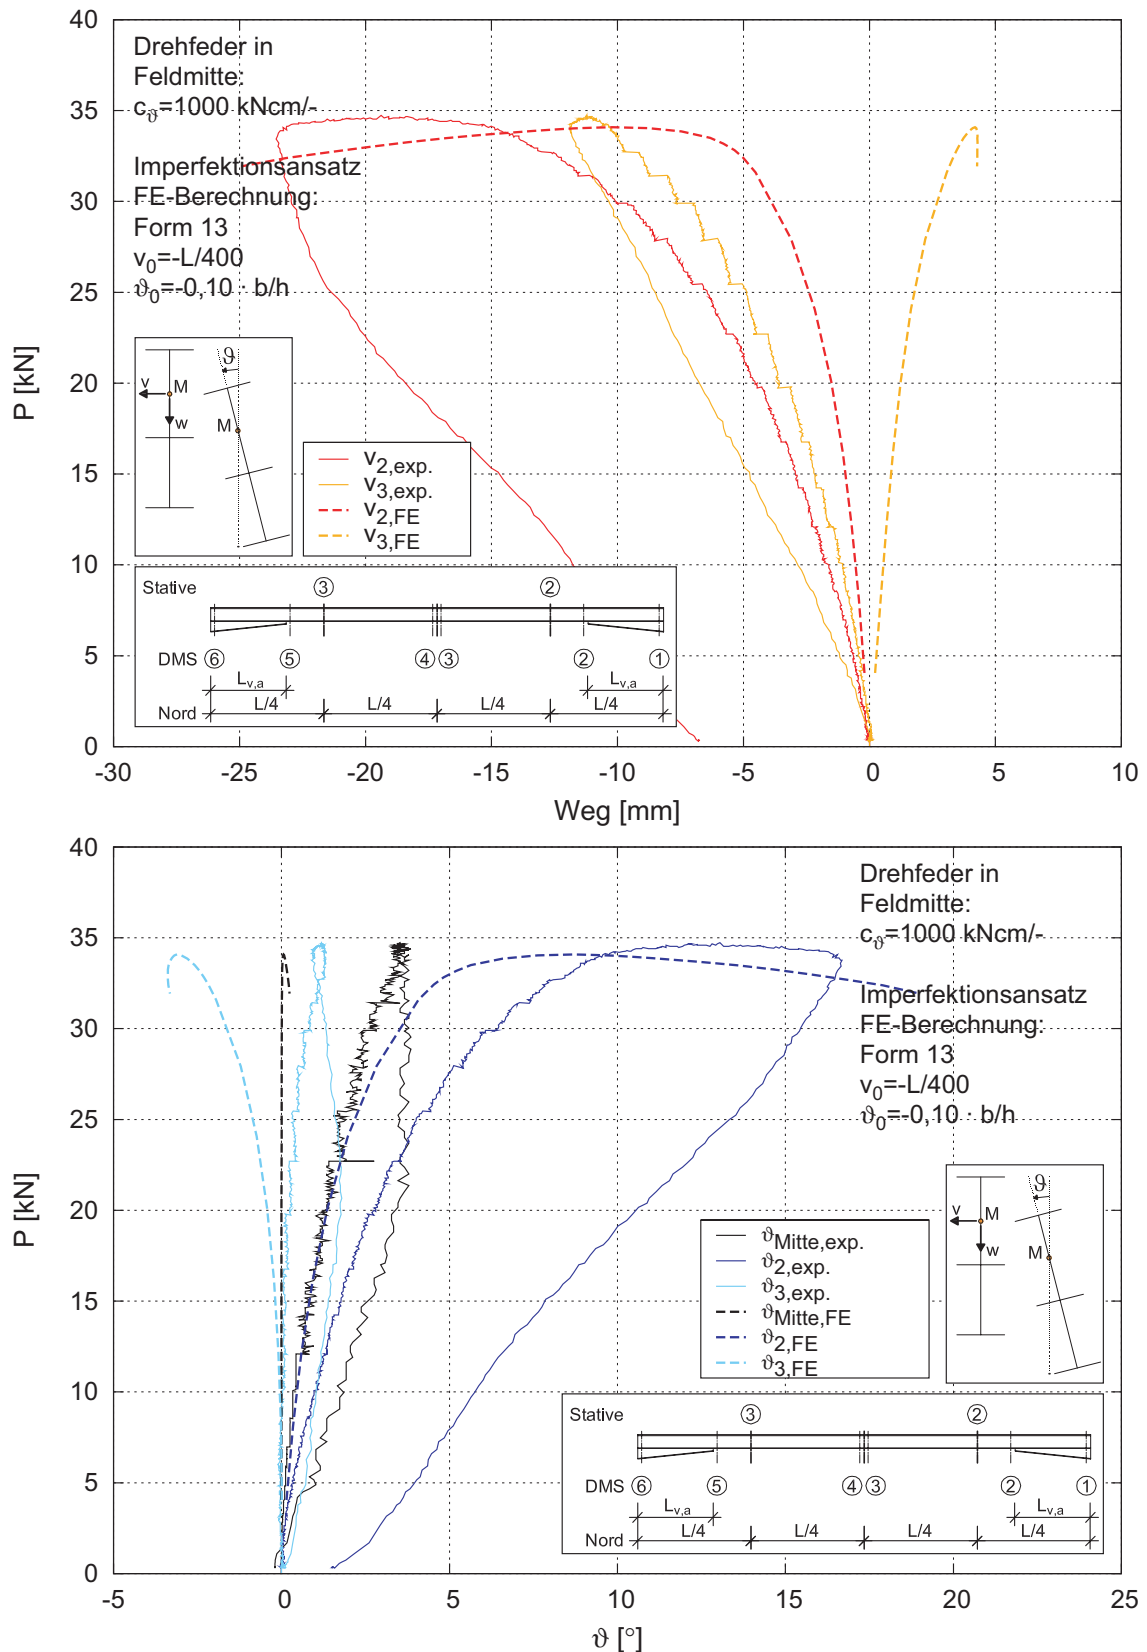 40
35
30
25
20
15
10
5
0
P [kN]
-30 -25 -20 -15 -10 -5 0 5 10
Weg [mm]
Drehfeder in
Feldmitte:
cϑ=1000 kNcm/-
Imperfektionsansatz
FE-Berechnung:
Form 13
v0=-L/400
ϑ0=-0,10 · b/h
v M w ϑ M
v2,exp.
v3,exp.
v2,FE
v3,FE
Stative ③ ②
DMS ⑥ ⑤ ④ ③ ② ①
Lv,a Lv,a
Nord L/4 L/4 L/4 L/4
40
35
30
25
20
15
10
5
0
P [kN]
-5 0 5 10 15 20 25
ϑ [°]
Drehfeder in
Feldmitte:
cϑ=1000 kNcm/-
Imperfektionsansatz
FE-Berechnung:
Form 13
v0=-L/400
ϑ0=-0,10 · b/h
v M w ϑ M
ϑMitte,exp.
ϑ2,exp.
ϑ3,exp.
ϑMitte,FE
ϑ2,FE
ϑ3,FE
Stative ③ ②
DMS ⑥ ⑤ ④ ③ ② ①
Lv,a Lv,a
Nord L/4 L/4 L/4 L/4